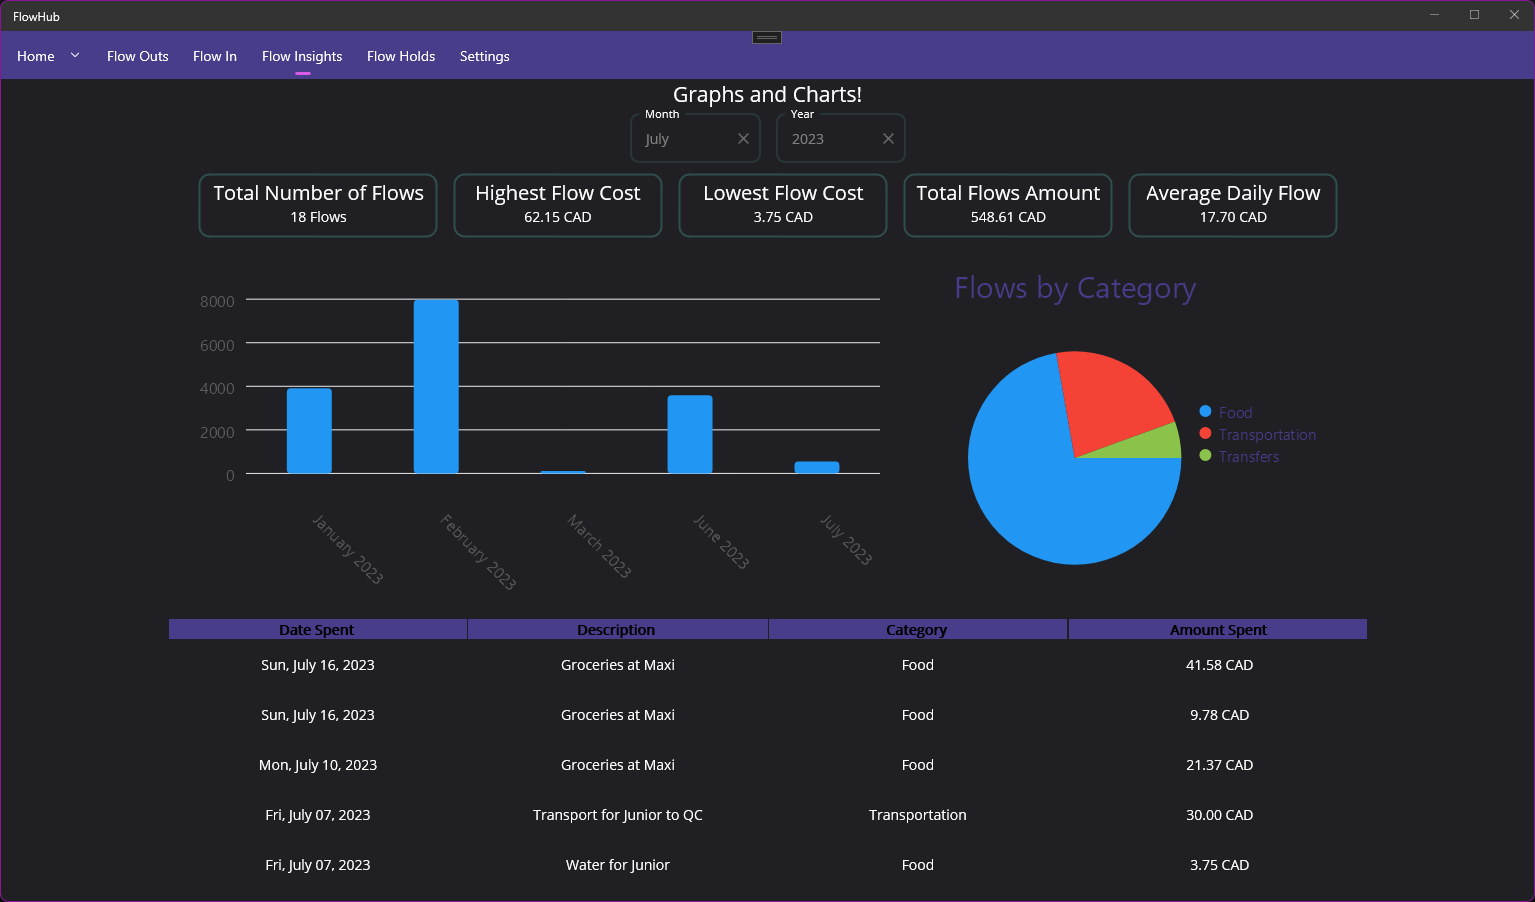 FlowHub
Home Flow Outs Flow In Flow Insights Flow Holds Settings
Graphs and Charts!
Month Year
July 2023
Total Number of Flows Highest Flow Cost Lowest Flow Cost Total Flows Amount Average Daily Flow
18 Flows 62.15 CAD 3.75 CAD 548.61 CAD 17.70 CAD
Flows by Category
8000
6000
4000
2000
0
January 2023 February 2023 March 2023 June 2023 July 2023
Food
Transportation
Transfers
Date Spent Description Category Amount Spent
Sun, July 16, 2023 Groceries at Maxi Food 41.58 CAD
Sun, July 16, 2023 Groceries at Maxi Food 9.78 CAD
Mon, July 10, 2023 Groceries at Maxi Food 21.37 CAD
Fri, July 07, 2023 Transport for Junior to QC Transportation 30.00 CAD
Fri, July 07, 2023 Water for Junior Food 3.75 CAD